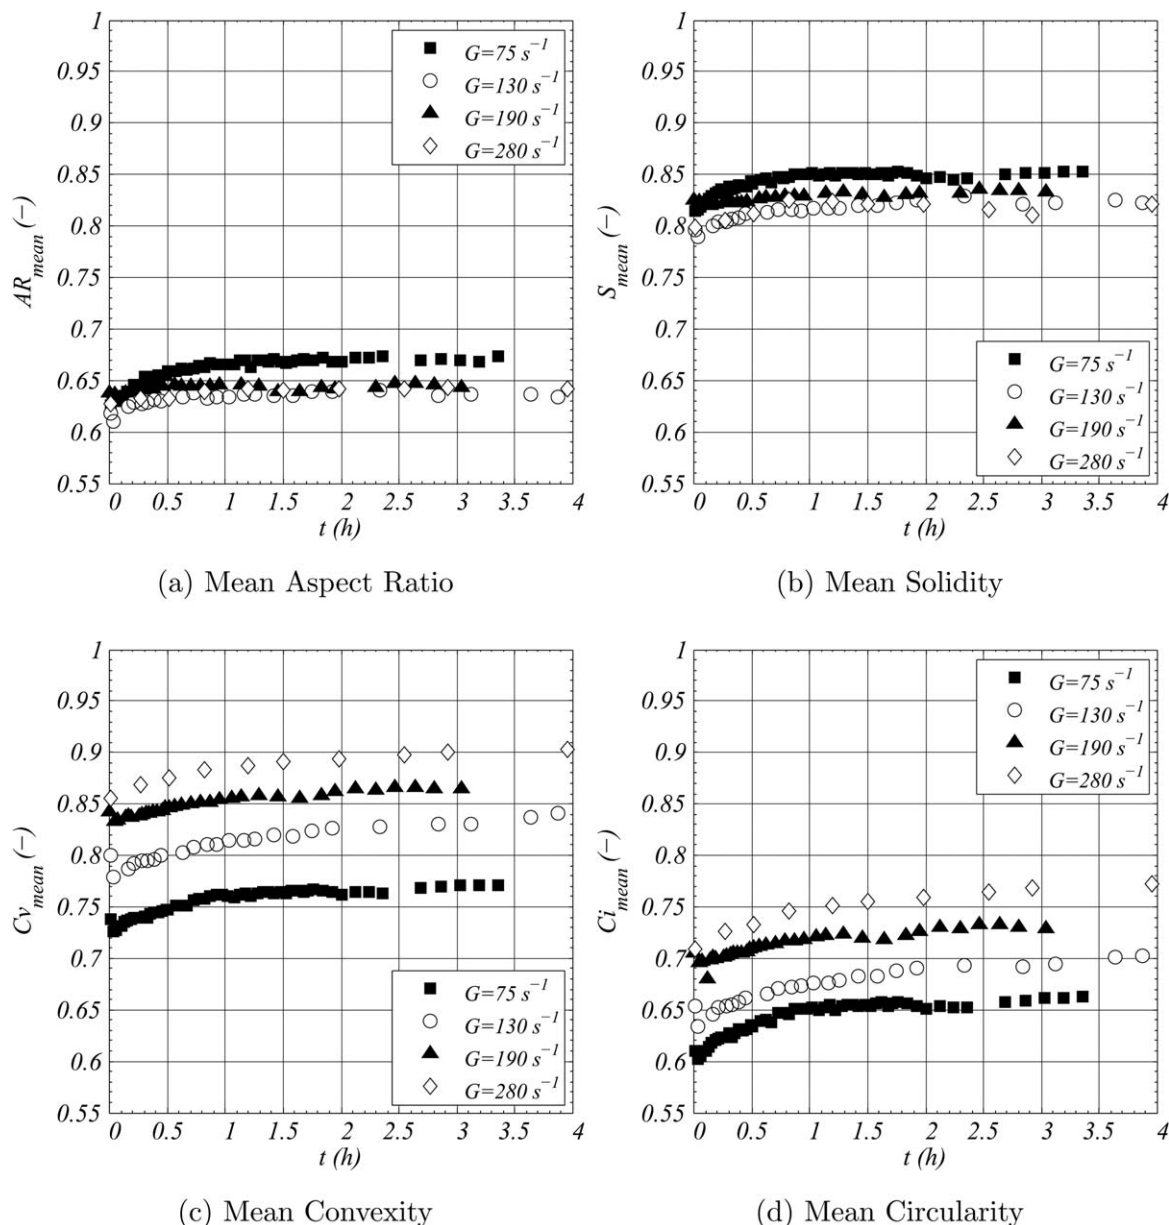 1
0.95
0.9
0.85
0.8
0.75
0.7
0.65
0.6
0.55
AR_mean (−)
G=75 s⁻¹
G=130 s⁻¹
G=190 s⁻¹
G=280 s⁻¹
0 0.5 1 1.5 2 2.5 3 3.5 4
t (h)
(a) Mean Aspect Ratio
1
0.95
0.9
0.85
0.8
0.75
0.7
0.65
0.6
0.55
S_mean (−)
G=75 s⁻¹
G=130 s⁻¹
G=190 s⁻¹
G=280 s⁻¹
0 0.5 1 1.5 2 2.5 3 3.5 4
t (h)
(b) Mean Solidity
1
0.95
0.9
0.85
0.8
0.75
0.7
0.65
0.6
0.55
Cv_mean (−)
G=75 s⁻¹
G=130 s⁻¹
G=190 s⁻¹
G=280 s⁻¹
0 0.5 1 1.5 2 2.5 3 3.5 4
t (h)
(c) Mean Convexity
1
0.95
0.9
0.85
0.8
0.75
0.7
0.65
0.6
0.55
Ci_mean (−)
G=75 s⁻¹
G=130 s⁻¹
G=190 s⁻¹
G=280 s⁻¹
0 0.5 1 1.5 2 2.5 3 3.5 4
t (h)
(d) Mean Circularity